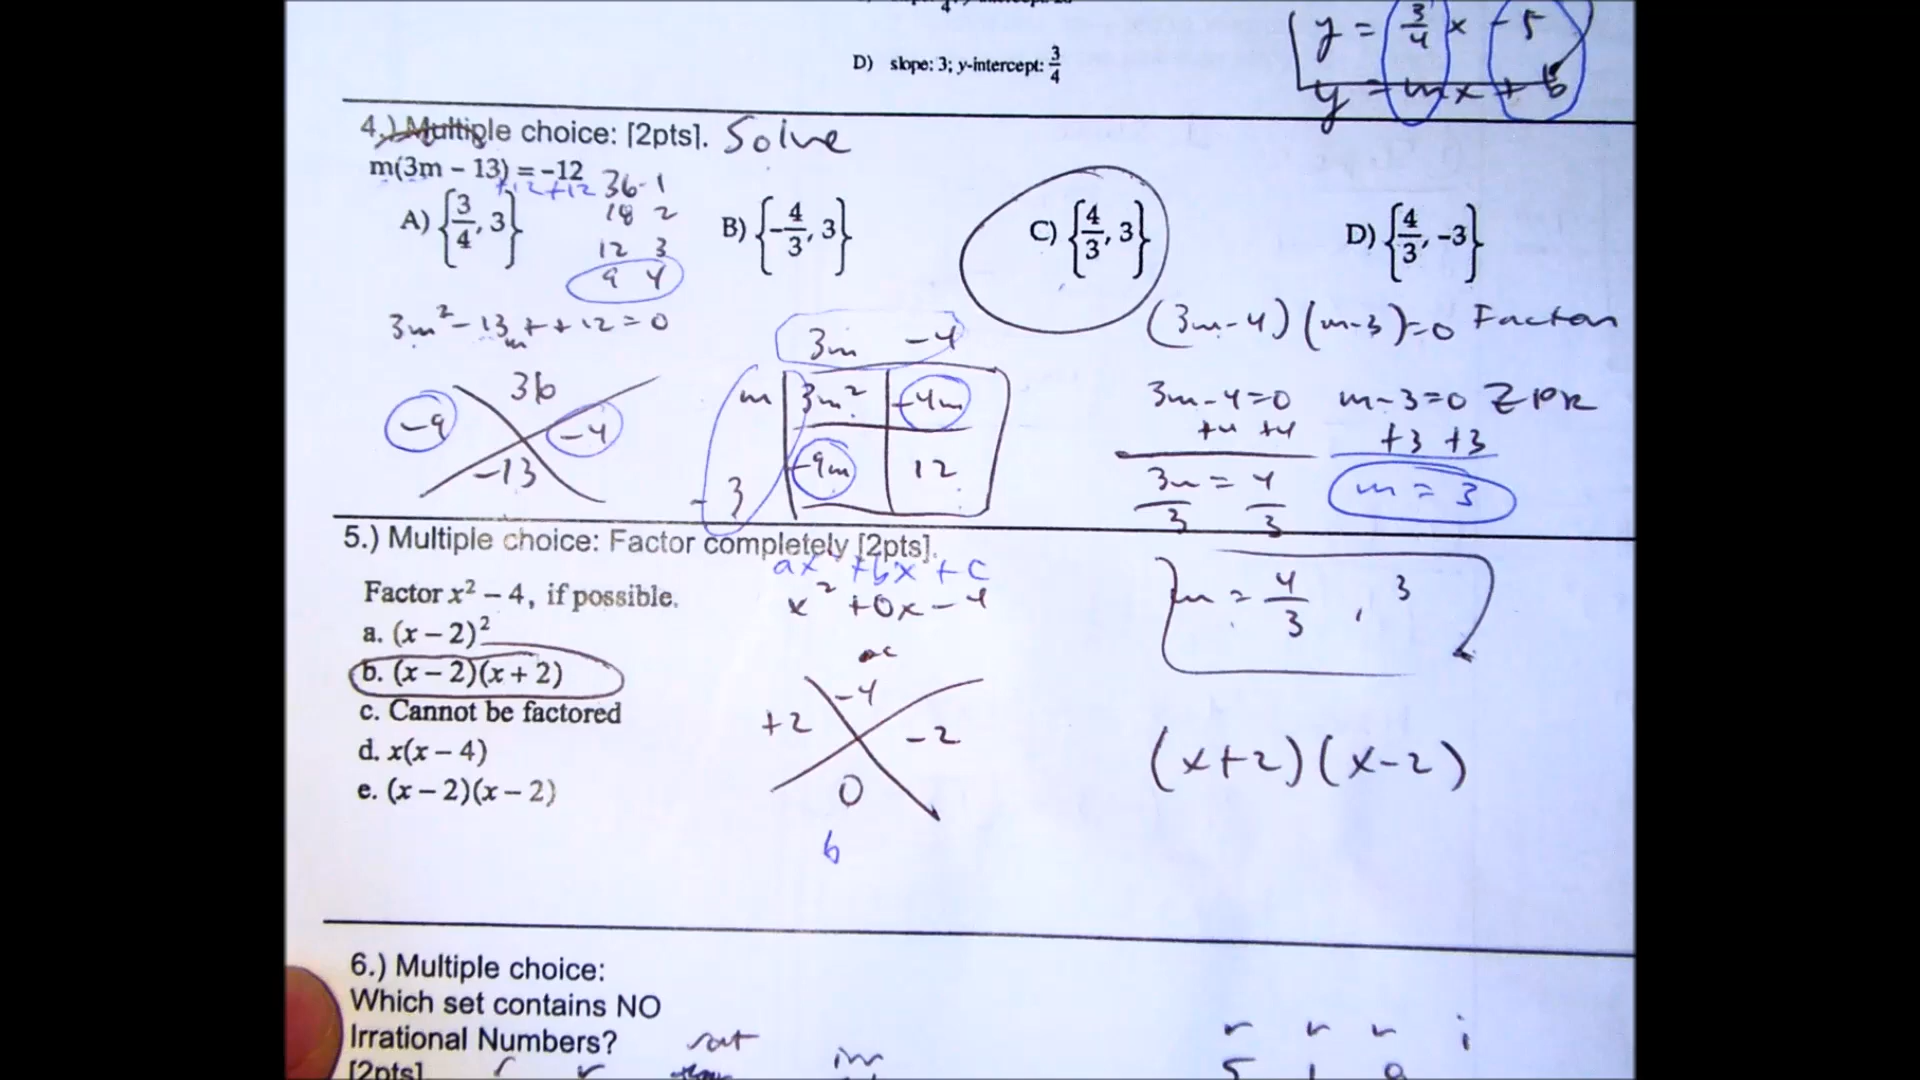 y = 3/4 x - 5
D) slope: 3; y-intercept: 3/4
y = mx + b
4.) Multiple choice: [2pts]. Solve
m(3m – 13) = –12
+12 +12
36 1
18 2
12 3
9 4
A) {3/4, 3}
B) {-4/3, 3}
C) {4/3, 3}
D) {4/3, -3}
3m² - 13m + 12 = 0
36
-9 -4
-13
3m -4
m 3m² -4m
-3 -9m 12
(3m-4)(m-3)=0 Factor
3m-4=0 m-3=0 ZPR
+4 +4 +3 +3
3m = 4 m = 3
3 3
m = 4/3 , 3
5.) Multiple choice: Factor completely [2pts].
ax² + bx + c
Factor x² – 4, if possible.
x² + 0x - 4
a. (x – 2)²
b. (x – 2)(x + 2)
c. Cannot be factored
d. x(x – 4)
e. (x – 2)(x – 2)
ac
-4
+2 -2
0
b
(x+2)(x-2)
6.) Multiple choice:
Which set contains NO
Irrational Numbers?
[2pts]
r r r i